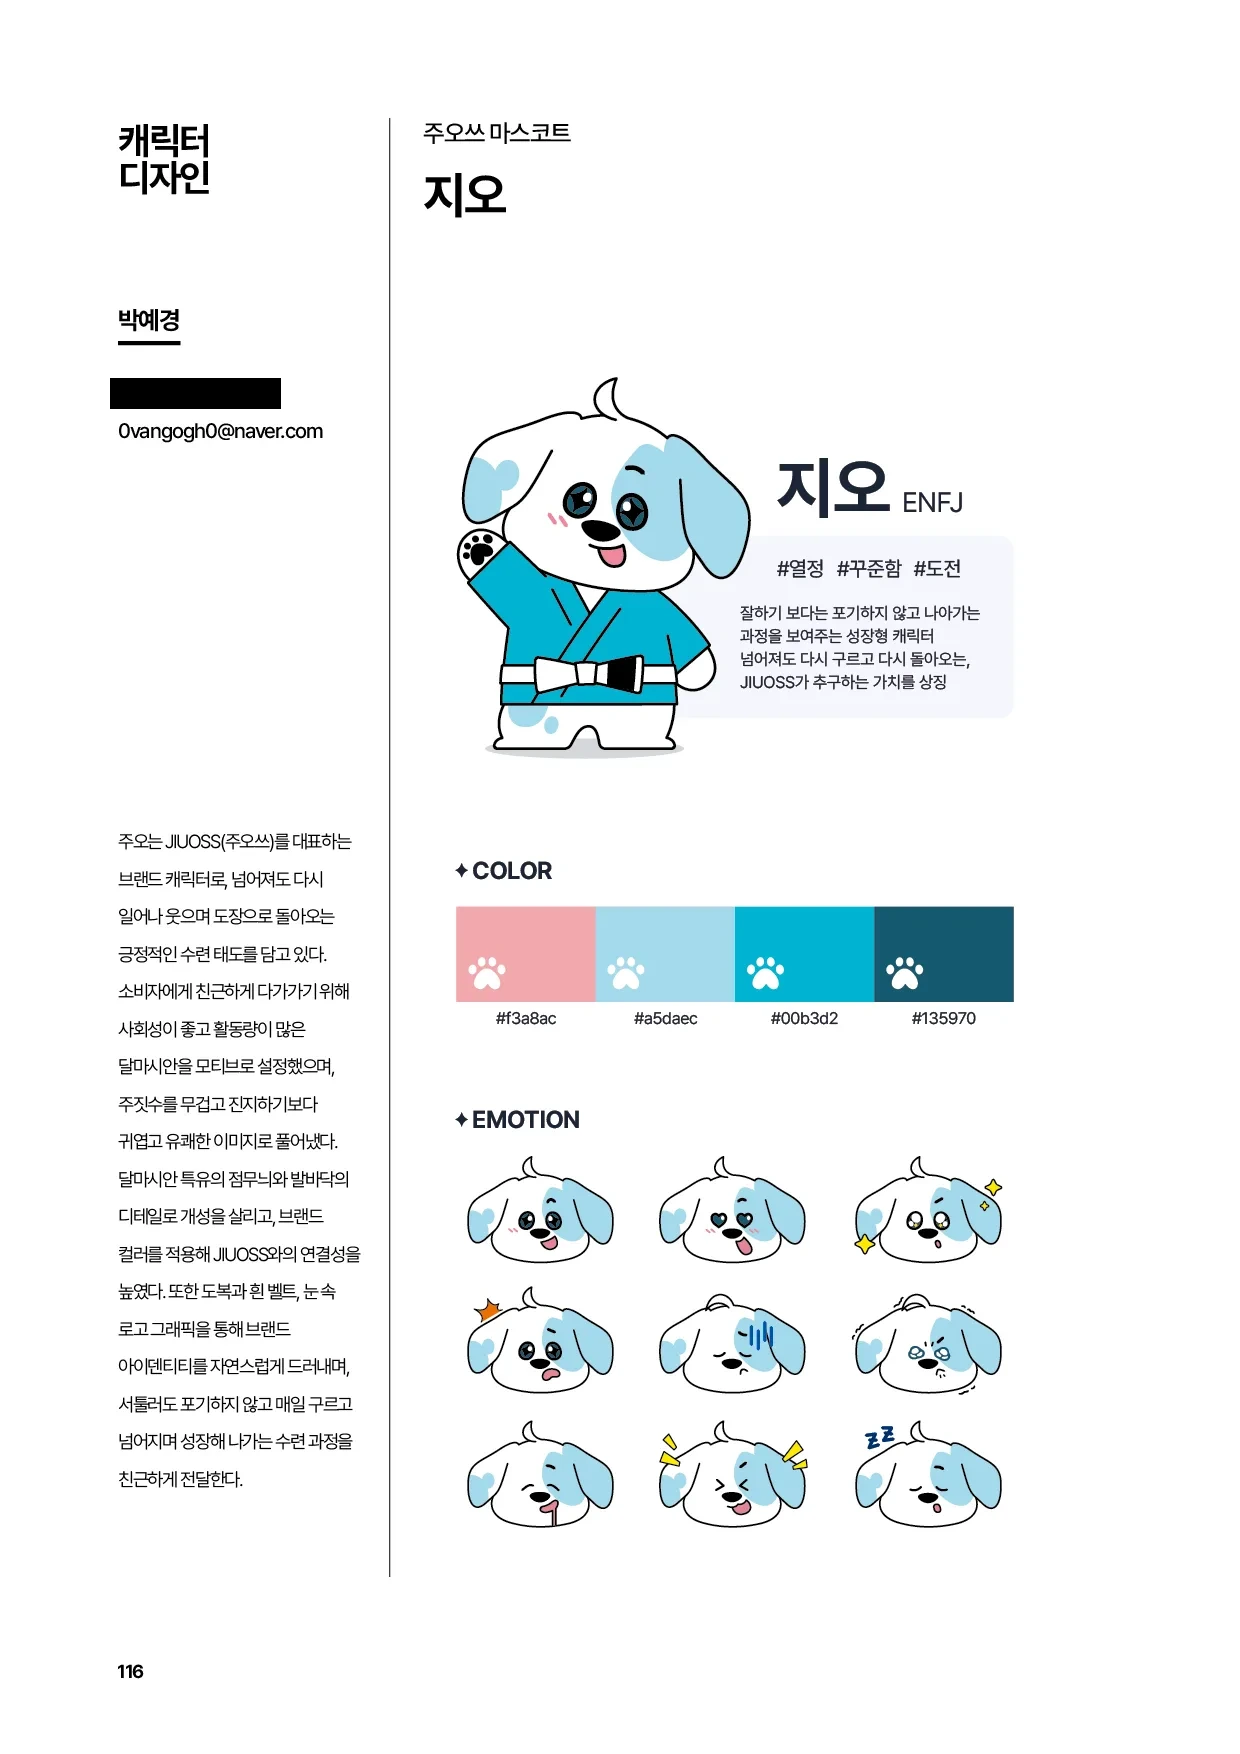 캐릭터
디자인
박예경
0vangogh0@naver.com
주오는 JIUOSS(주오쓰)를 대표하는
브랜드 캐릭터로, 넘어져도 다시
일어나 웃으며 도장으로 돌아오는
긍정적인 수련 태도를 담고 있다.
소비자에게 친근하게 다가가기 위해
사회성이 좋고 활동량이 많은
달마시안을 모티브로 설정했으며,
주짓수를 무겁고 진지하기보다
귀엽고 유쾌한 이미지로 풀어냈다.
달마시안 특유의 점무늬와 발바닥의
디테일로 개성을 살리고, 브랜드
컬러를 적용해 JIUOSS와의 연결성을
높였다. 또한 도복과 흰 벨트, 눈 속
로고 그래픽을 통해 브랜드
아이덴티티를 자연스럽게 드러내며,
서툴러도 포기하지 않고 매일 구르고
넘어지며 성장해 나가는 수련 과정을
친근하게 전달한다.
116
주오쓰 마스코트
지오
지오 ENFJ
#열정 #꾸준함 #도전
잘하기 보다는 포기하지 않고 나아가는
과정을 보여주는 성장형 캐릭터
넘어져도 다시 구르고 다시 돌아오는,
JIUOSS가 추구하는 가치를 상징
COLOR
#f3a8ac #a5daec #00b3d2 #135970
EMOTION
zz